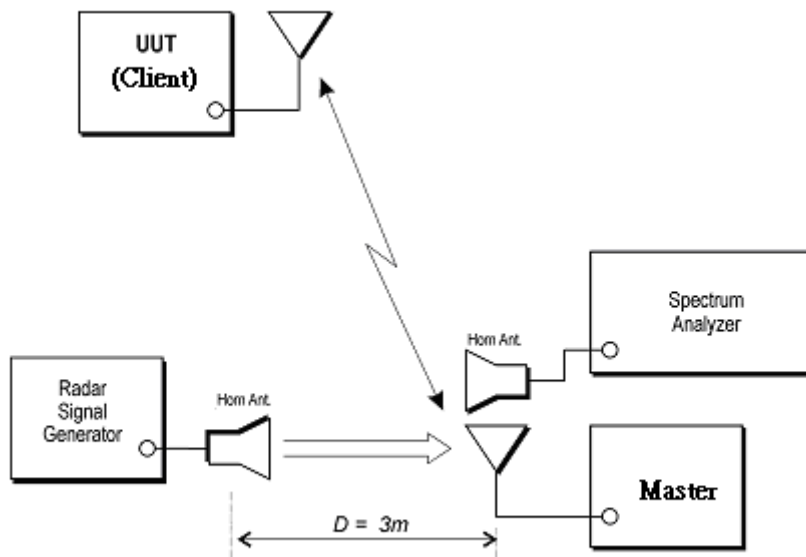 UUT
(Client)
Spectrum
Analyzer
Horn Ant.
Radar
Signal
Generator
Horn Ant.
Master
D = 3m